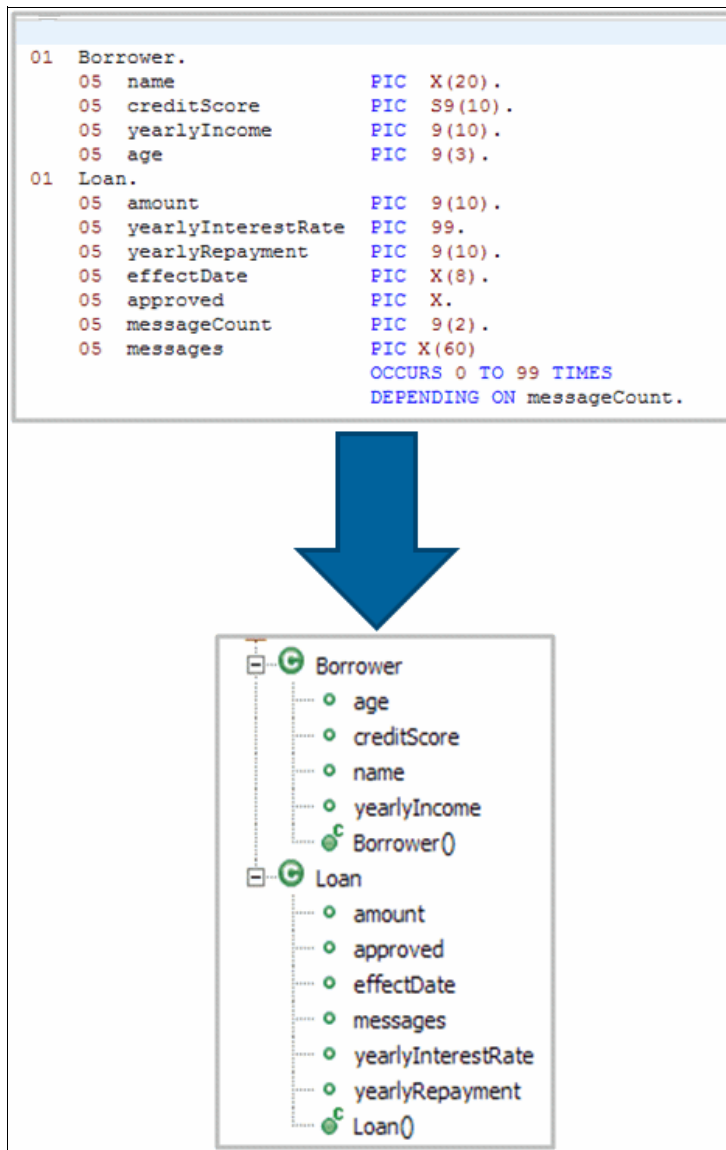 01 Borrower.
05 name PIC X(20).
05 creditScore PIC S9(10).
05 yearlyIncome PIC 9(10).
05 age PIC 9(3).
01 Loan.
05 amount PIC 9(10).
05 yearlyInterestRate PIC 99.
05 yearlyRepayment PIC 9(10).
05 effectDate PIC X(8).
05 approved PIC X.
05 messageCount PIC 9(2).
05 messages PIC X(60)
OCCURS 0 TO 99 TIMES
DEPENDING ON messageCount.
C Borrower
age
creditScore
name
yearlyIncome
C Borrower()
C Loan
amount
approved
effectDate
messages
yearlyInterestRate
yearlyRepayment
C Loan()